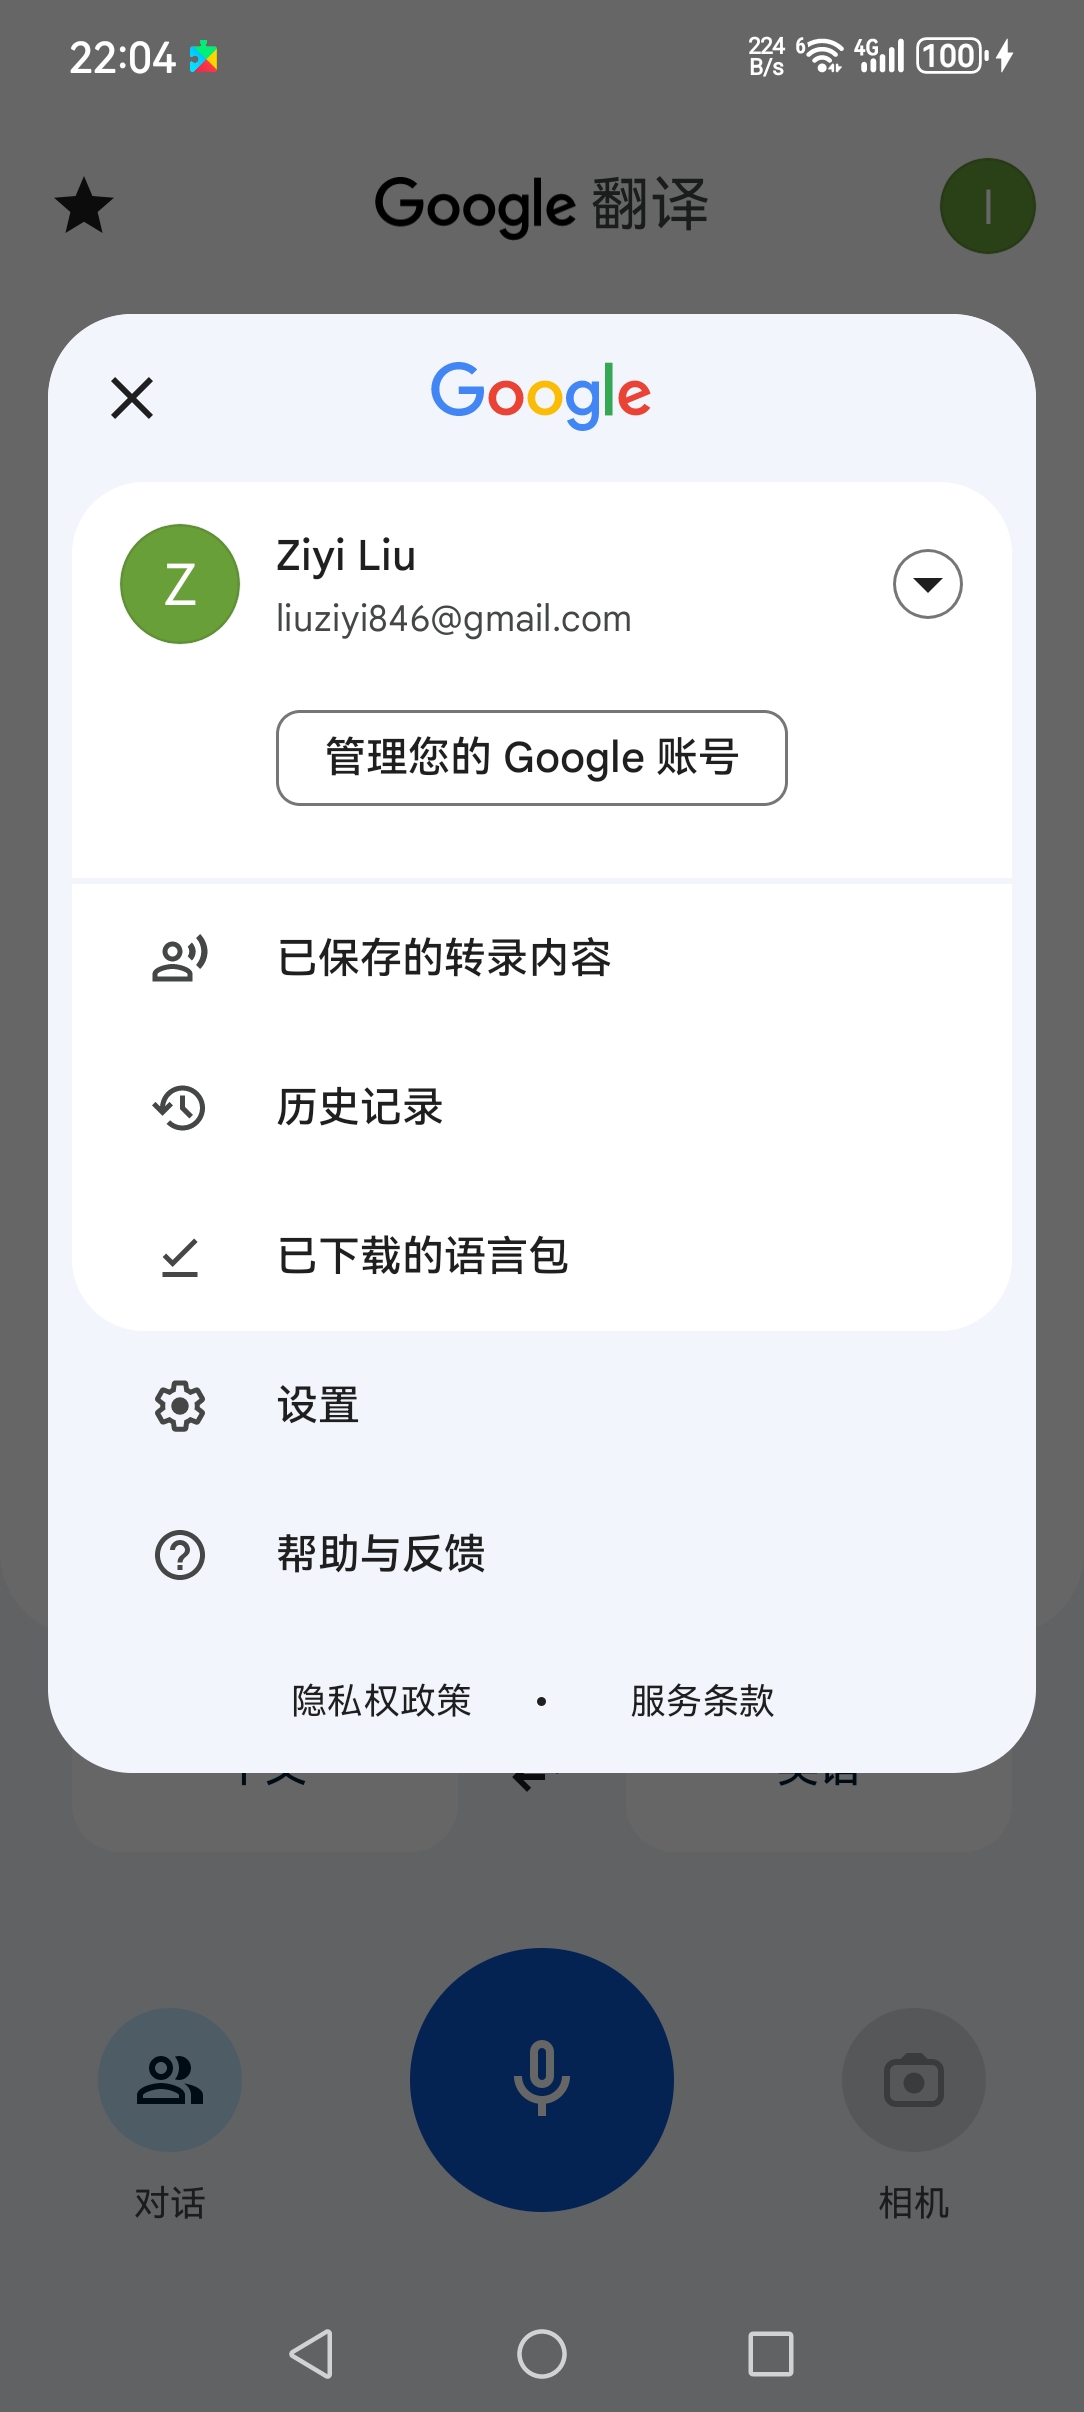 22:04
224 B/s
6
4G
100
Google 翻译
Google
Z
Ziyi Liu
liuziyi846@gmail.com
管理您的 Google 账号
已保存的转录内容
历史记录
已下载的语言包
设置
帮助与反馈
隐私权政策 • 服务条款
对话
相机